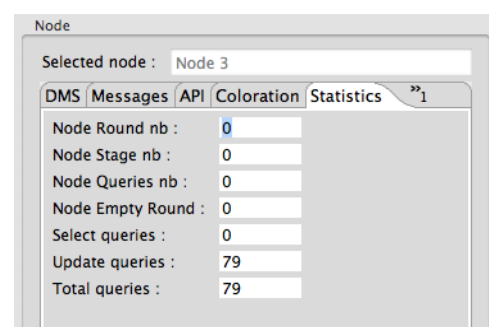 Node
Selected node : Node 3
DMS Messages API Coloration Statistics »1
Node Round nb : 0
Node Stage nb : 0
Node Queries nb : 0
Node Empty Round : 0
Select queries : 0
Update queries : 79
Total queries : 79